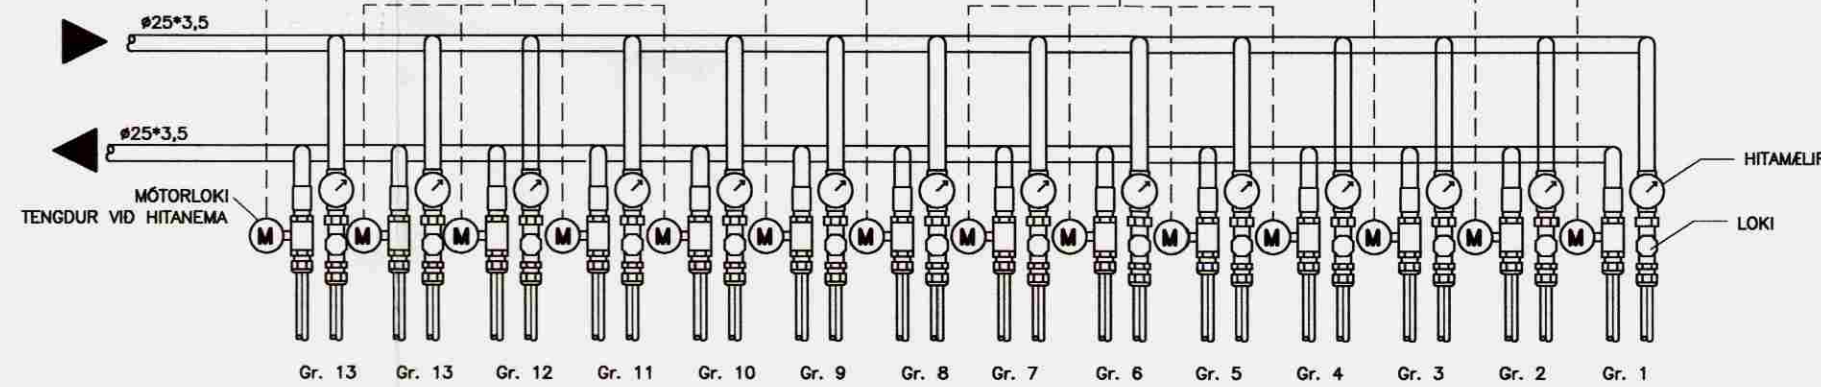 ø25*3,5
ø25*3,5
MÓTORLOKI
TENGDUR VIÐ HITANEMA
HITAMÆLIR
LOKI
M M M M M M M M M M M M M M
Gr. 13 Gr. 13 Gr. 12 Gr. 11 Gr. 10 Gr. 9 Gr. 8 Gr. 7 Gr. 6 Gr. 5 Gr. 4 Gr. 3 Gr. 2 Gr. 1